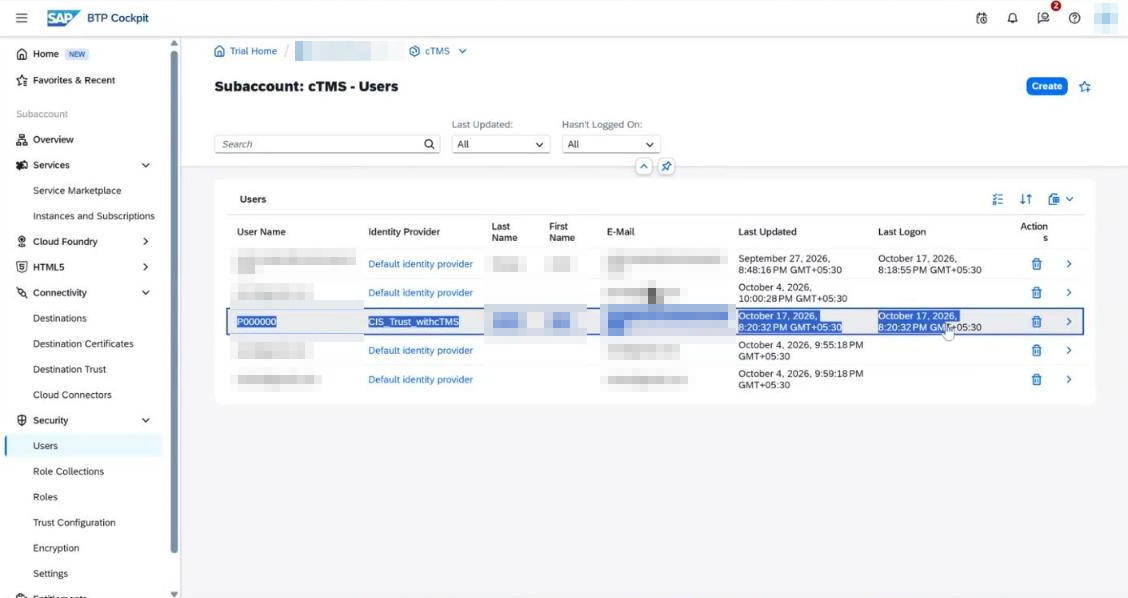 SAP BTP Cockpit
2
Home NEW
Favorites & Recent
Subaccount
Overview
Services
Service Marketplace
Instances and Subscriptions
Cloud Foundry
HTML5
Connectivity
Destinations
Destination Certificates
Destination Trust
Cloud Connectors
Security
Users
Role Collections
Roles
Trust Configuration
Encryption
Settings
Entitlements
Trial Home / cTMS
Subaccount: cTMS - Users
Create
Last Updated: Hasn't Logged On:
Search All All
Users
User Name Identity Provider Last Name First Name E-Mail Last Updated Last Logon Actions
Default identity provider September 27, 2026, 8:48:16 PM GMT+05:30 October 17, 2026, 8:18:55 PM GMT+05:30
Default identity provider October 4, 2026, 10:00:28 PM GMT+05:30
P000000 CIS_Trust_withcTMS October 17, 2026, 8:20:32 PM GMT+05:30 October 17, 2026, 8:20:32 PM GMT+05:30
Default identity provider October 4, 2026, 9:55:18 PM GMT+05:30
Default identity provider October 4, 2026, 9:59:18 PM GMT+05:30